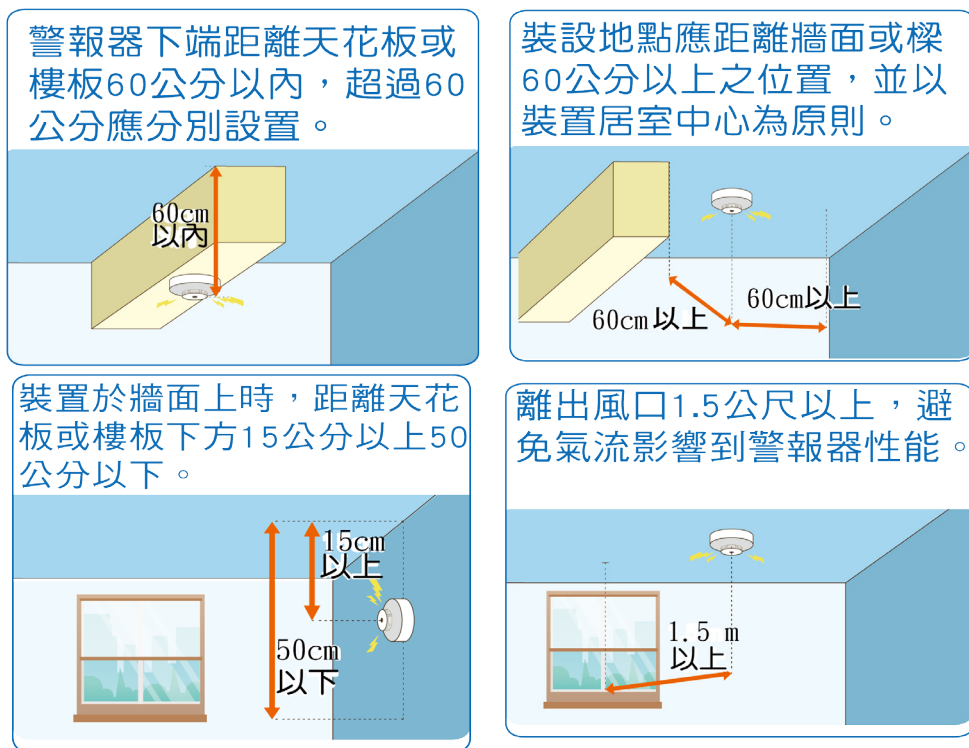 警報器下端距離天花板或
樓板60公分以內，超過60
公分應分別設置。
60cm
以內
裝設地點應距離牆面或樑
60公分以上之位置，並以
裝置居室中心為原則。
60cm以上
60cm以上
裝置於牆面上時，距離天花
板或樓板下方15公分以上50
公分以下。
15cm
以上
50cm
以下
離出風口1.5公尺以上，避
免氣流影響到警報器性能。
1.5 m
以上